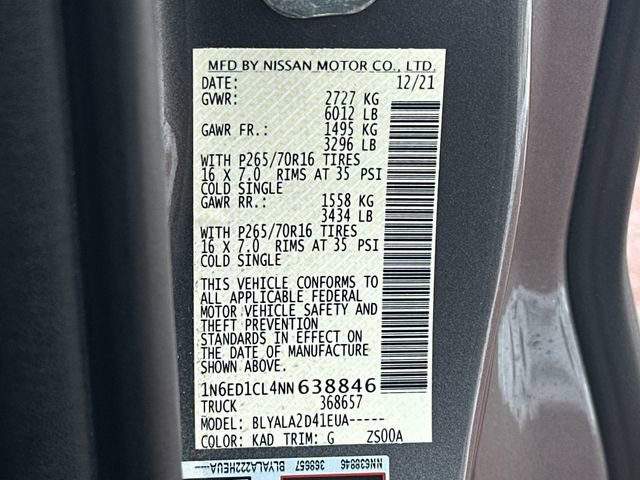 MFD BY NISSAN MOTOR CO., LTD.
DATE: 12/21
GVWR: 2727 KG
6012 LB
GAWR FR.: 1495 KG
3296 LB
WITH P265/70R16 TIRES
16 X 7.0 RIMS AT 35 PSI
COLD SINGLE
GAWR RR.: 1558 KG
3434 LB
WITH P265/70R16 TIRES
16 X 7.0 RIMS AT 35 PSI
COLD SINGLE
THIS VEHICLE CONFORMS TO
ALL APPLICABLE FEDERAL
MOTOR VEHICLE SAFETY AND
THEFT PREVENTION
STANDARDS IN EFFECT ON
THE DATE OF MANUFACTURE
SHOWN ABOVE.
1N6ED1CL4NN638846
TRUCK 368657
MODEL: BLYALA2D41EUA-----
COLOR: KAD TRIM: G ZS00A
NN638846 368657 BLYALA222HEUA-----